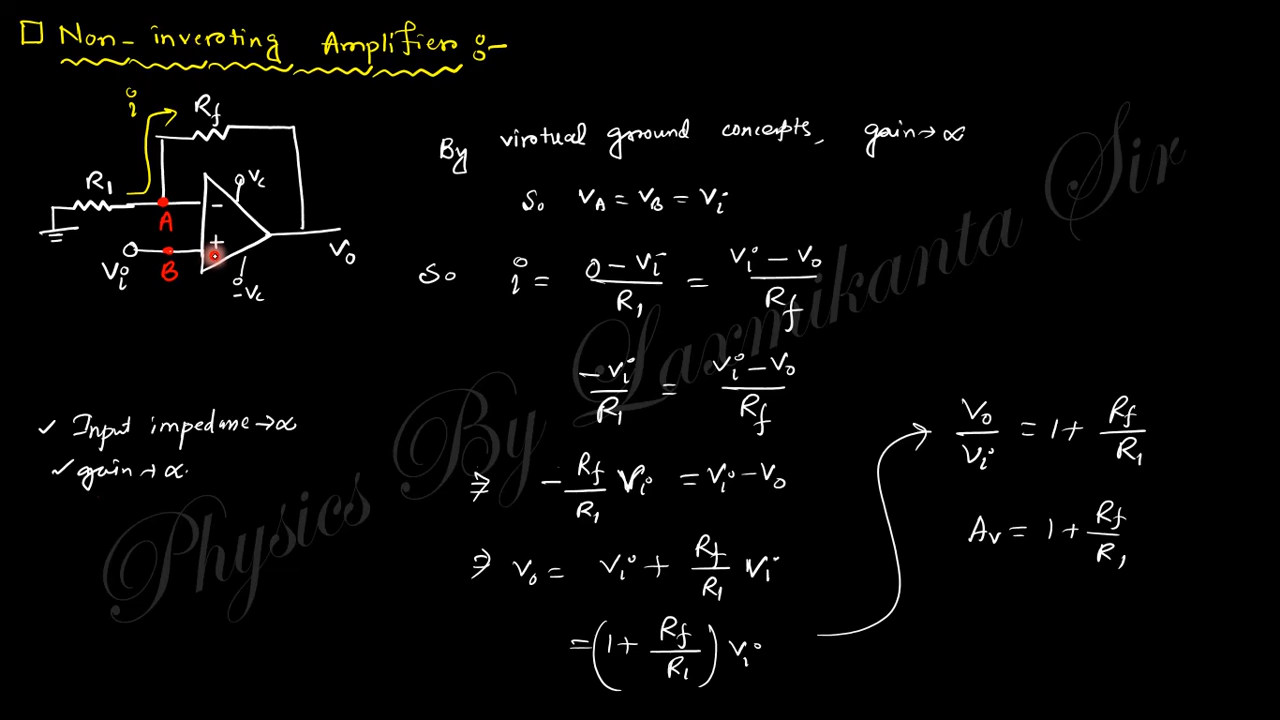 □ Non-inveroting Amplifier :-
i
Rf
R1
Vc
A
−
+
Vi
B
V0
-Vc
By virotual ground concepts, gain→∝
So VA = VB = Vi
So i = (0 − Vi)/R1 = (Vi − V0)/Rf
−Vi/R1 = (Vi − V0)/Rf
✓ Input impedance→∝
✓ gain→∝.
⇒ −Rf/R1 Vi = Vi − V0
⇒ V0 = Vi + Rf/R1 Vi
= (1 + Rf/R1) Vi
V0/Vi = 1 + Rf/R1
Av = 1 + Rf/R1
Physics By Laxmikanta Sir